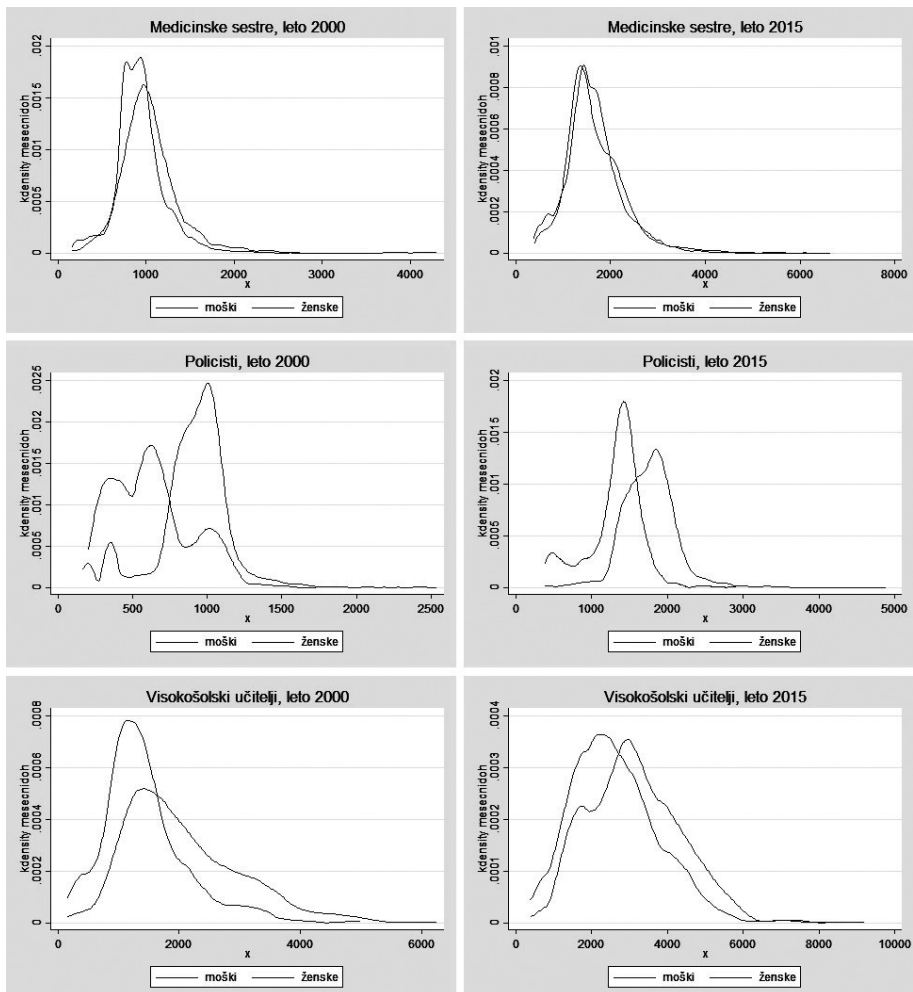 Medicinske sestre, leto 2000
kdensity mesecnidoh
0 .0005 .001 .0015 .002
0 1000 2000 3000 4000
x
moški ženske
Medicinske sestre, leto 2015
kdensity mesecnidoh
0 .0002 .0004 .0006 .0008 .001
0 2000 4000 6000 8000
x
moški ženske
Policisti, leto 2000
kdensity mesecnidoh
0 .0005 .001 .0015 .002 .0025
0 500 1000 1500 2000 2500
x
moški ženske
Policisti, leto 2015
kdensity mesecnidoh
0 .0005 .001 .0015 .002
0 1000 2000 3000 4000 5000
x
moški ženske
Visokošolski učitelji, leto 2000
kdensity mesecnidoh
0 .0002 .0004 .0006 .0008
0 2000 4000 6000
x
moški ženske
Visokošolski učitelji, leto 2015
kdensity mesecnidoh
0 .0001 .0002 .0003 .0004
0 2000 4000 6000 8000 10000
x
moški ženske